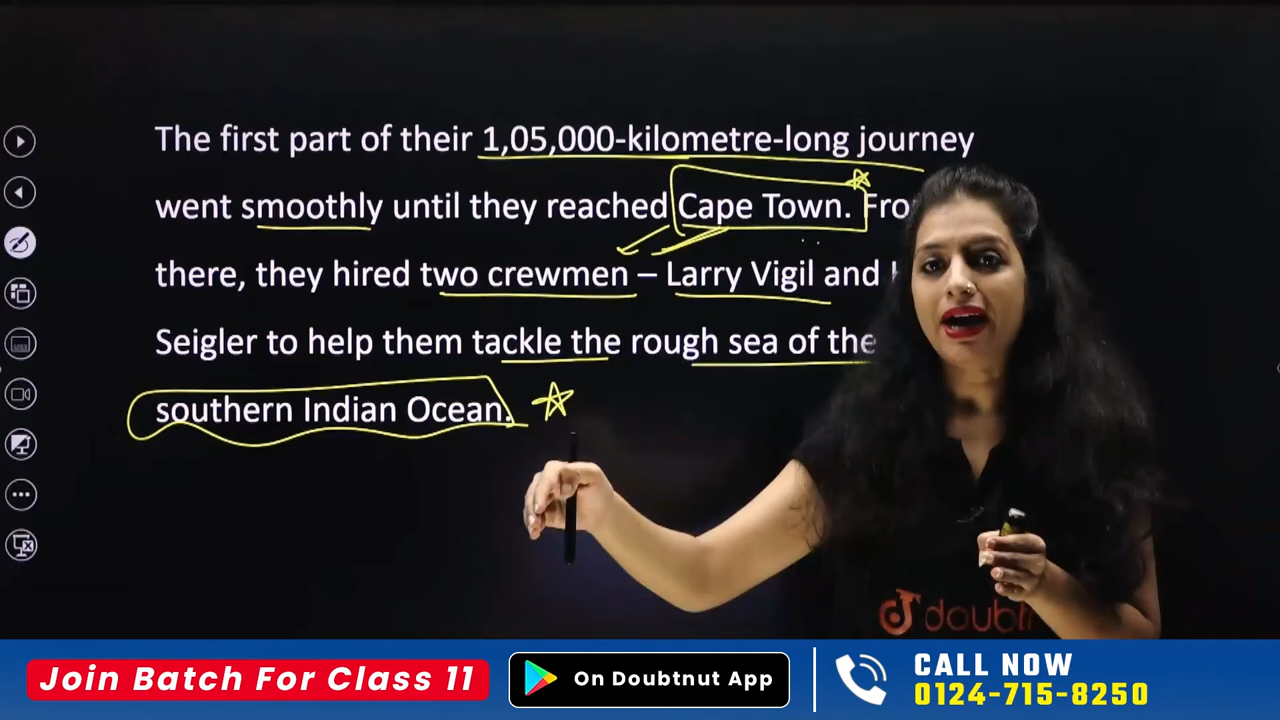 The first part of their 1,05,000-kilometre-long journey
went smoothly until they reached Cape Town.
there, they hired two crewmen – Larry Vigil and
Seigler to help them tackle the rough sea of the
southern Indian Ocean.
doubt
Join Batch For Class 11
On Doubtnut App
CALL NOW
0124-715-8250